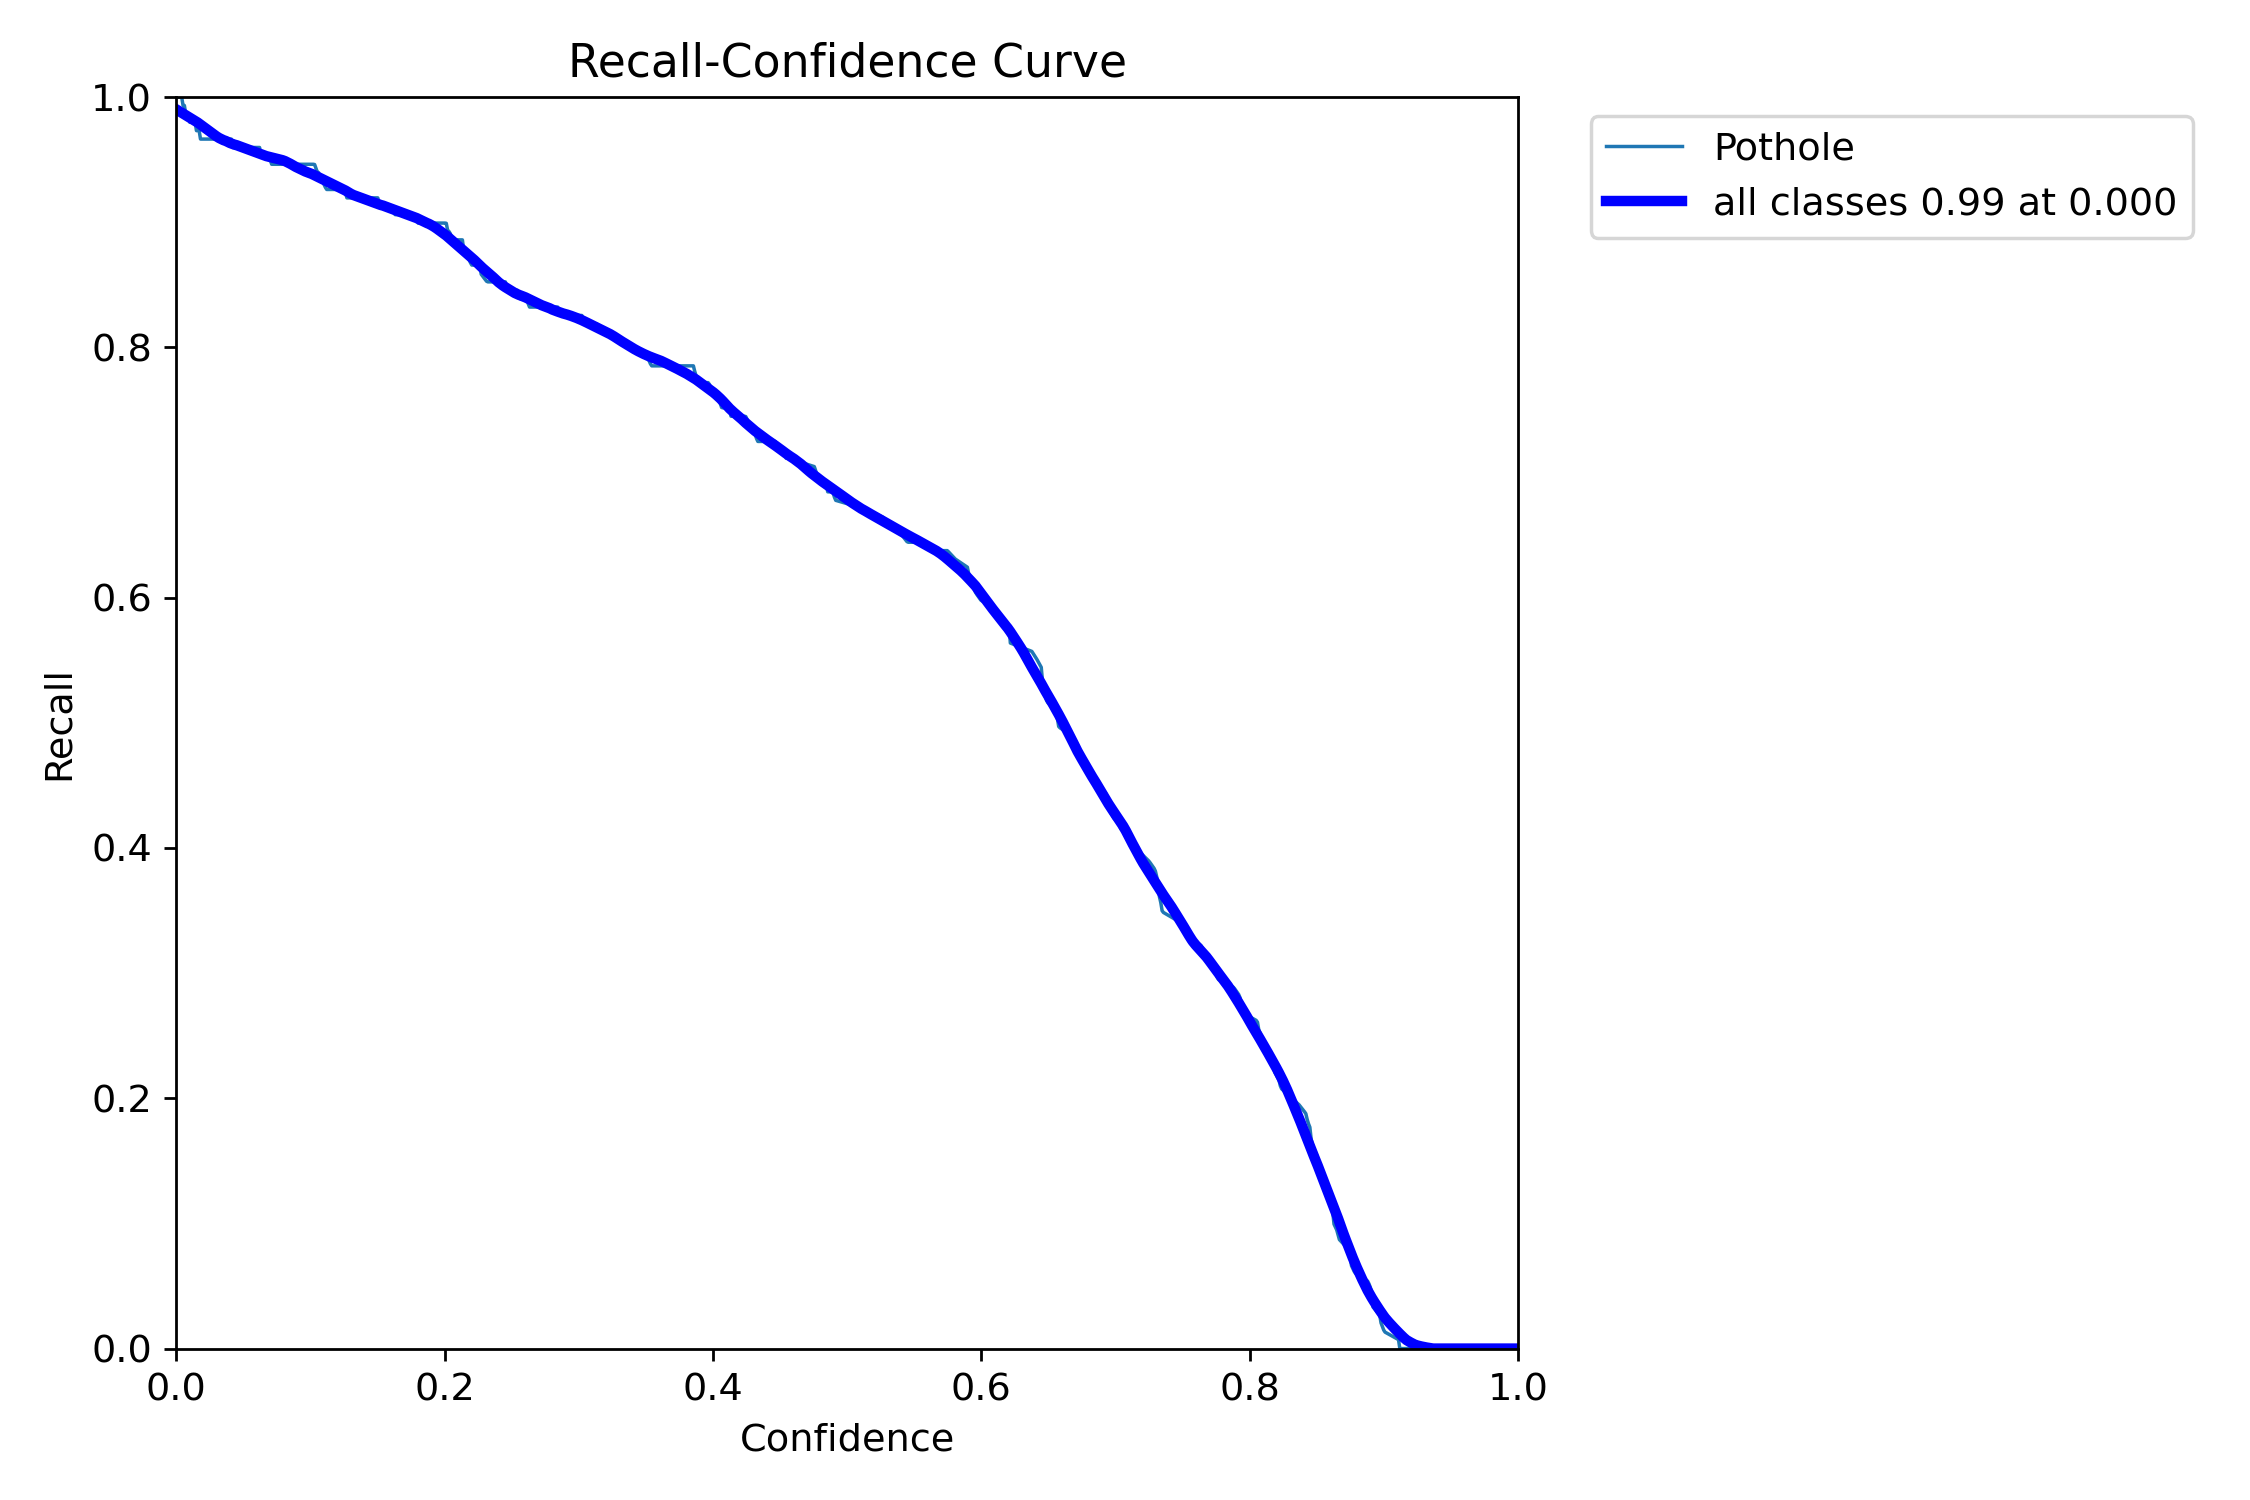 Recall-Confidence Curve
1.0
0.8
0.6
0.4
0.2
0.0
Recall
0.0 0.2 0.4 0.6 0.8 1.0
Confidence
Pothole
all classes 0.99 at 0.000